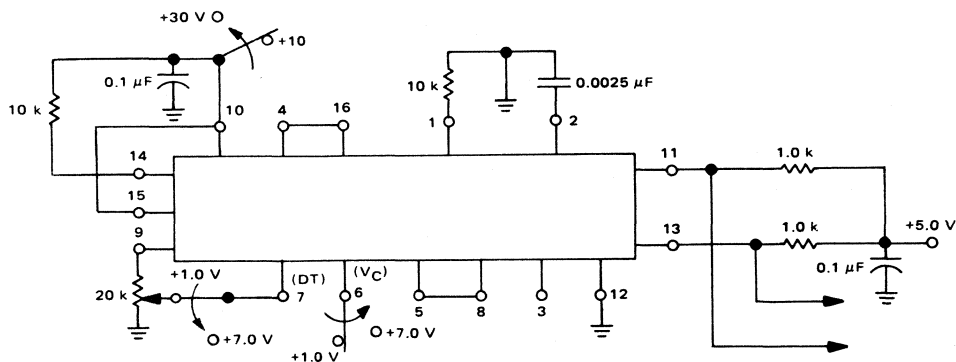 +30 V
+10
0.1 µF
10 k
10
4
16
10 k
0.0025 µF
1
2
14
15
9
11
1.0 k
13
1.0 k
+5.0 V
0.1 µF
20 k
+1.0 V
(DT)
7
(VC)
6
5
8
3
12
+7.0 V
+7.0 V
+1.0 V